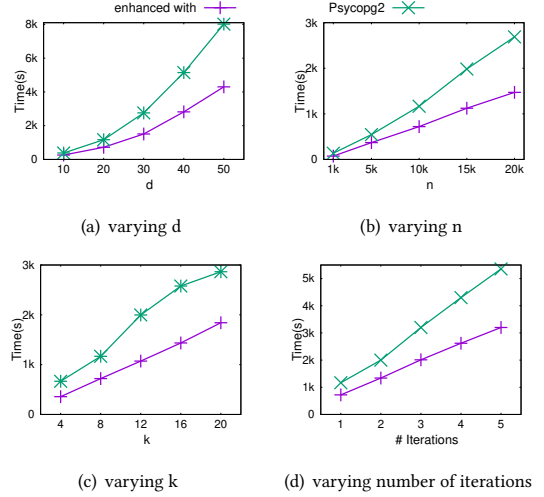 enhanced with
Psycopg2
8k
6k
4k
2k
0
Time(s)
10 20 30 40 50
d
(a) varying d
3k
2k
1k
0
Time(s)
1k 5k 10k 15k 20k
n
(b) varying n
3k
2k
1k
0
Time(s)
4 8 12 16 20
k
(c) varying k
5k
4k
3k
2k
1k
0
Time(s)
1 2 3 4 5
# Iterations
(d) varying number of iterations